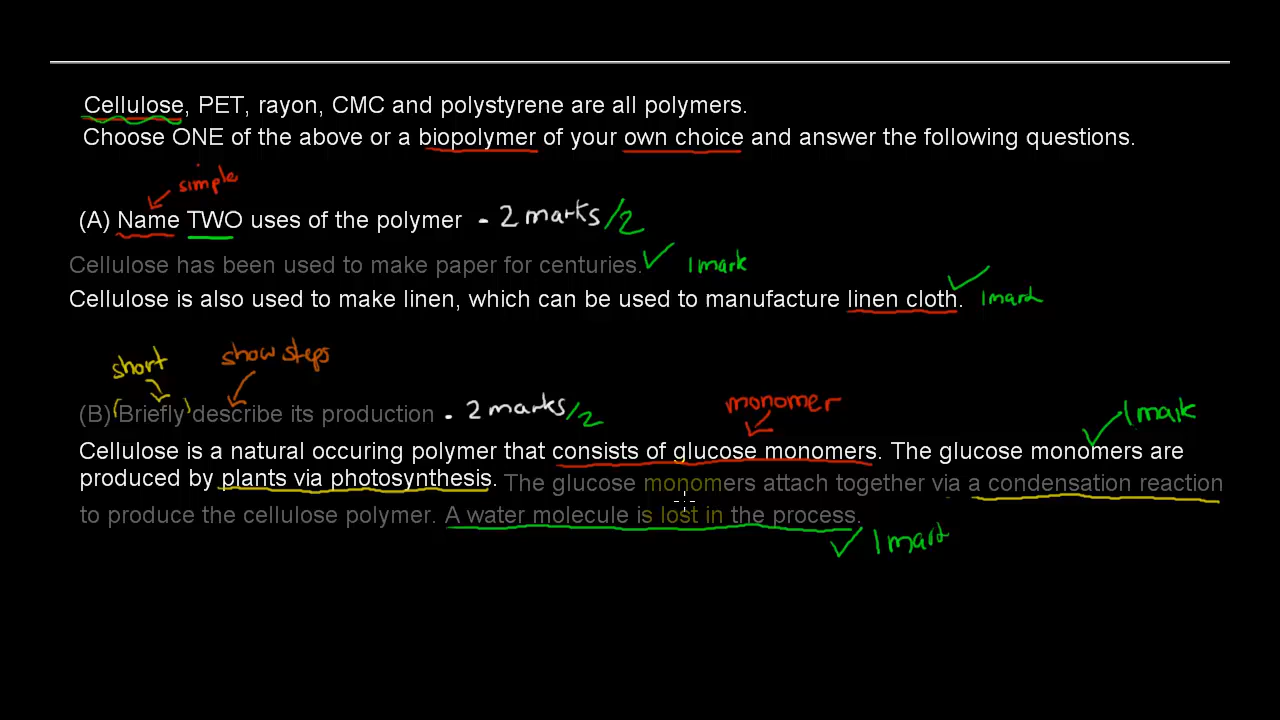 Cellulose, PET, rayon, CMC and polystyrene are all polymers.
Choose ONE of the above or a biopolymer of your own choice and answer the following questions.
simple
(A) Name TWO uses of the polymer - 2 marks /2
Cellulose has been used to make paper for centuries. 1 mark
Cellulose is also used to make linen, which can be used to manufacture linen cloth. 1 mark
short show steps
(B) (Briefly) describe its production - 2 marks /2
monomer 1 mark
Cellulose is a natural occuring polymer that consists of glucose monomers. The glucose monomers are
produced by plants via photosynthesis. The glucose monomers attach together via a condensation reaction
to produce the cellulose polymer. A water molecule is lost in the process.
1 mark